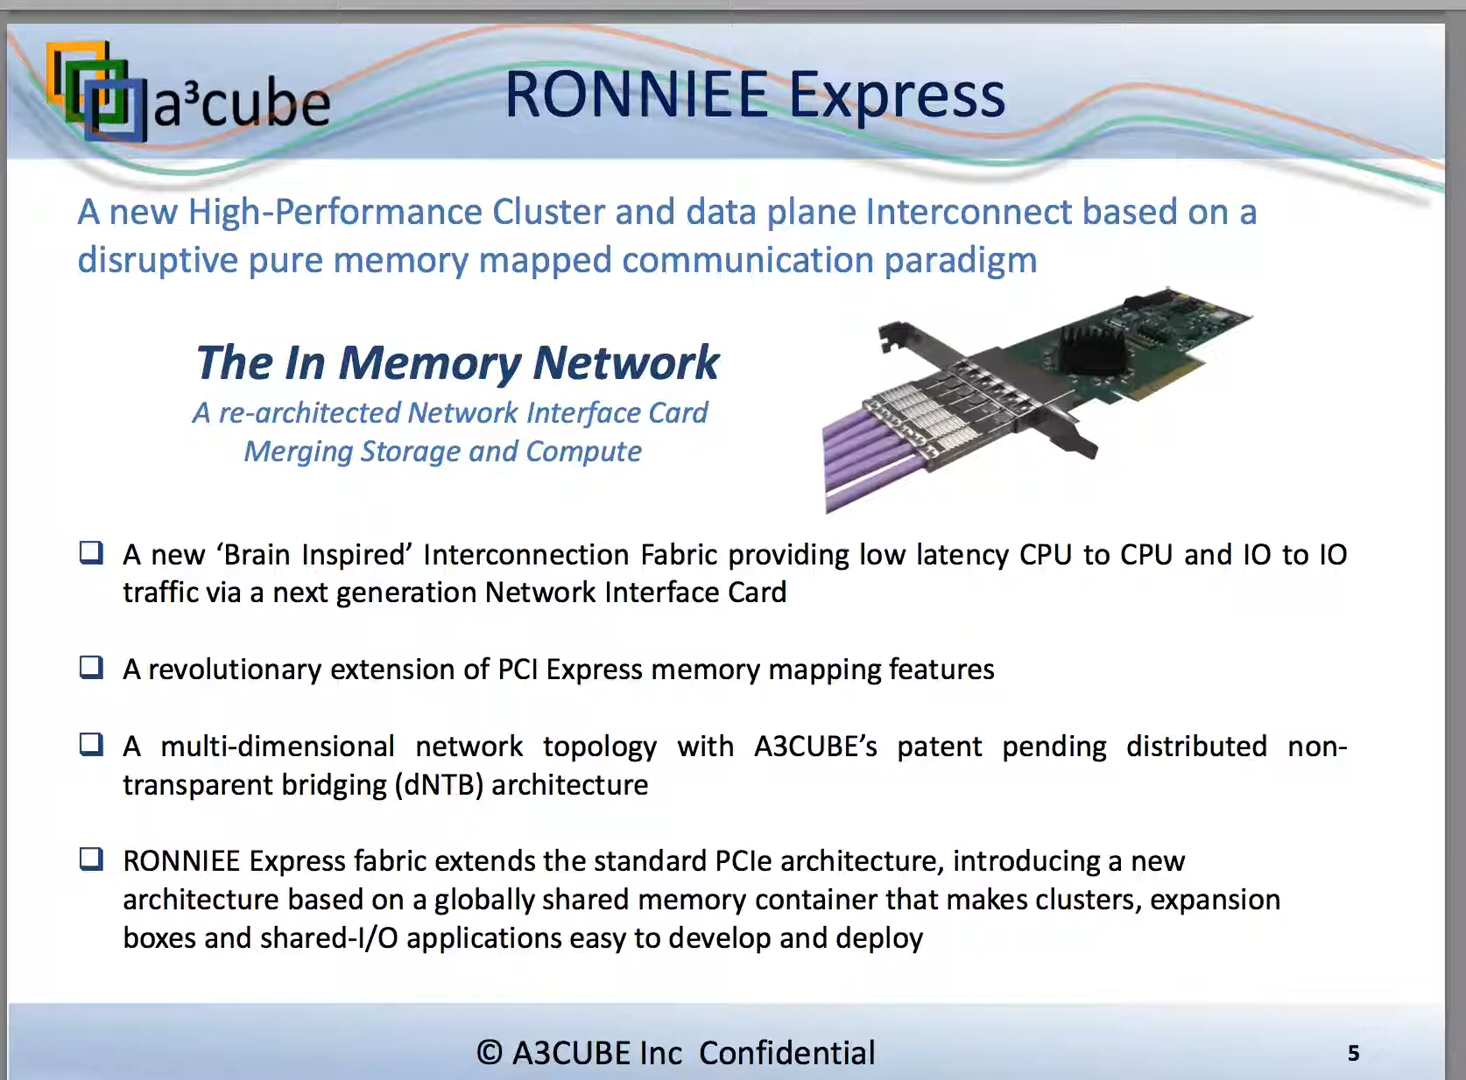 a³cube
RONNIEE Express
A new High-Performance Cluster and data plane Interconnect based on a
disruptive pure memory mapped communication paradigm
The In Memory Network
A re-architected Network Interface Card
Merging Storage and Compute
A new ‘Brain Inspired’ Interconnection Fabric providing low latency CPU to CPU and IO to IO
traffic via a next generation Network Interface Card
A revolutionary extension of PCI Express memory mapping features
A multi-dimensional network topology with A3CUBE’s patent pending distributed non-
transparent bridging (dNTB) architecture
RONNIEE Express fabric extends the standard PCIe architecture, introducing a new
architecture based on a globally shared memory container that makes clusters, expansion
boxes and shared-I/O applications easy to develop and deploy
© A3CUBE Inc Confidential
5